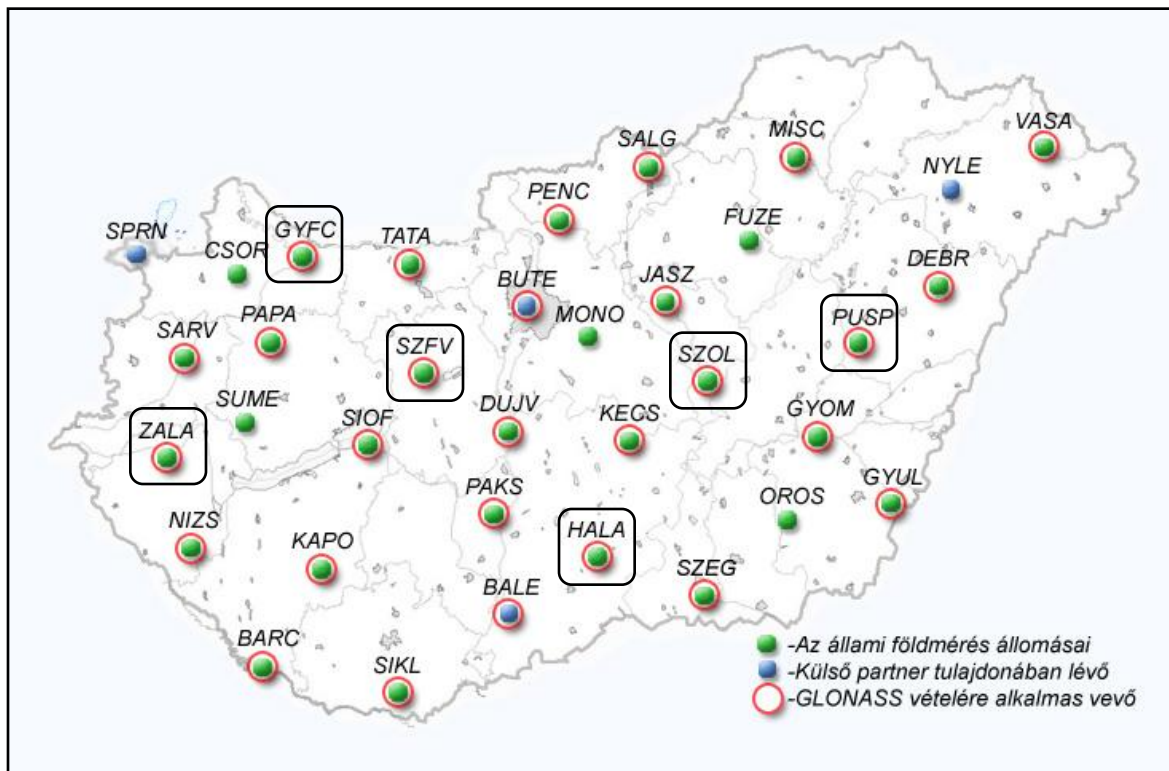 VASA
MISC
SALG
NYLE
PENC
FUZE
SPRN
GYFC
TATA
CSOR
DEBR
JASZ
BUTE
PAPA
MONO
PUSP
SARV
SZFV
SZOL
SUME
DUJV
KECS
GYOM
SIOF
ZALA
GYUL
PAKS
OROS
NIZS
KAPO
HALA
SZEG
BALE
BARC
SIKL
-Az állami földmérés állomásai
-Külső partner tulajdonában lévő
-GLONASS vételére alkalmas vevő